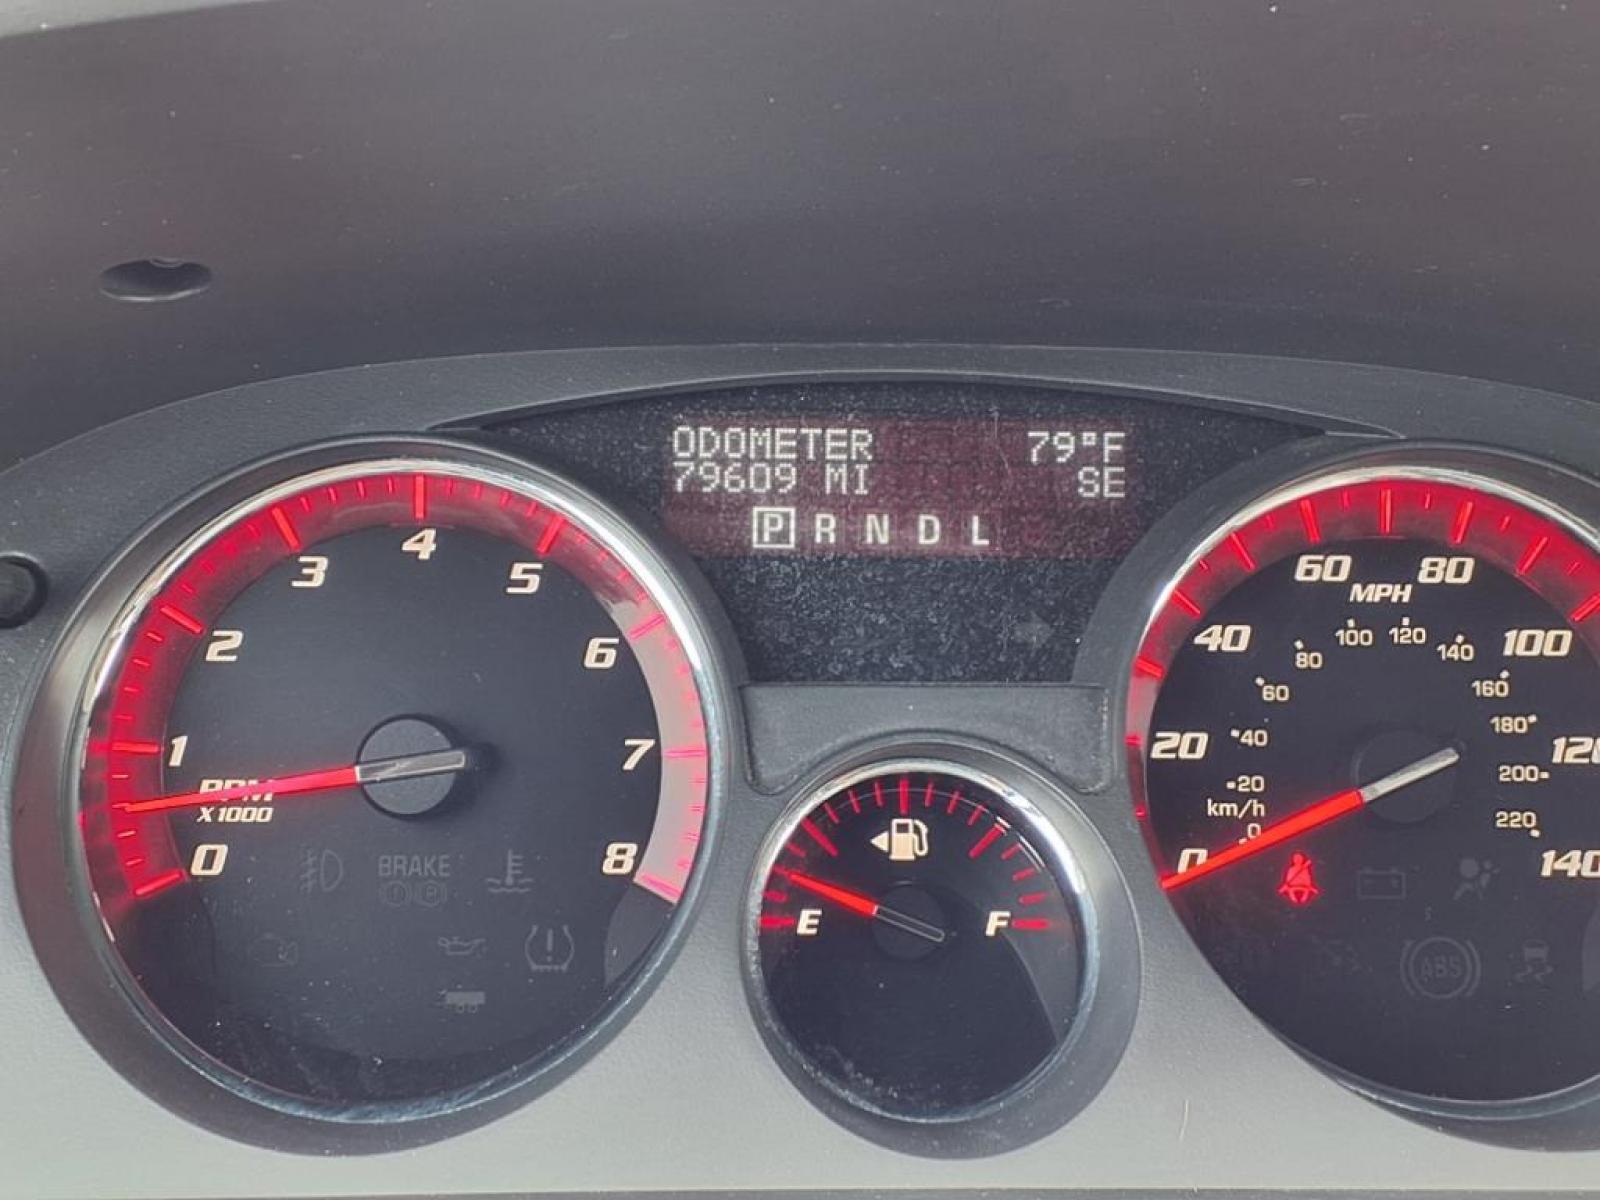 ODOMETER 79°F
79609 MI SE
P R N D L
0 1 2 3 4 5 6 7 8
RPM
X1000
BRAKE
E F
0 20 40 60 80 100 120 140
MPH
0 20 40 60 80 100 120 140 160 180 200 220
km/h
ABS